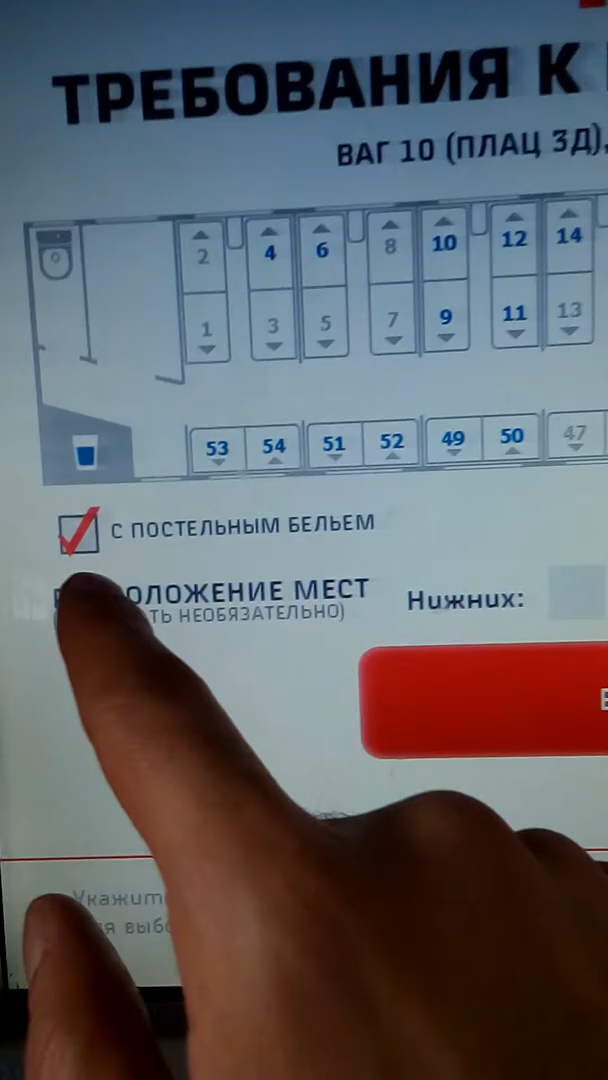 ТРЕБОВАНИЯ К
ВАГ 10 (ПЛАЦ 3Д),
2 4 6 8 10 12 14
1 3 5 7 9 11 13
53 54 51 52 49 50 47
С ПОСТЕЛЬНЫМ БЕЛЬЕМ
ОЛОЖЕНИЕ МЕСТ
ТЬ НЕОБЯЗАТЕЛЬНО)
Нижних:
Укажит